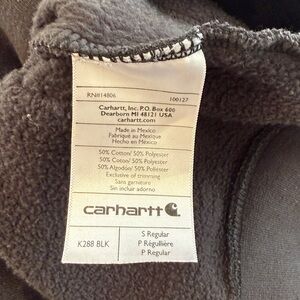 RN#14806 100127
Carhartt, Inc. P.O. Box 600
Dearborn MI 48121 USA
carhartt.com
Made in Mexico
Fabriqué au Mexique
Hecho en México
50% Cotton/ 50% Polyester
50% Coton/ 50% Polyester
50% Algodón/ 50% Poliéster
Exclusive of trimming
Sans garniture
Sin incluir adorno
carhartt
K288 BLK
S Regular
P Régullière
P Regular